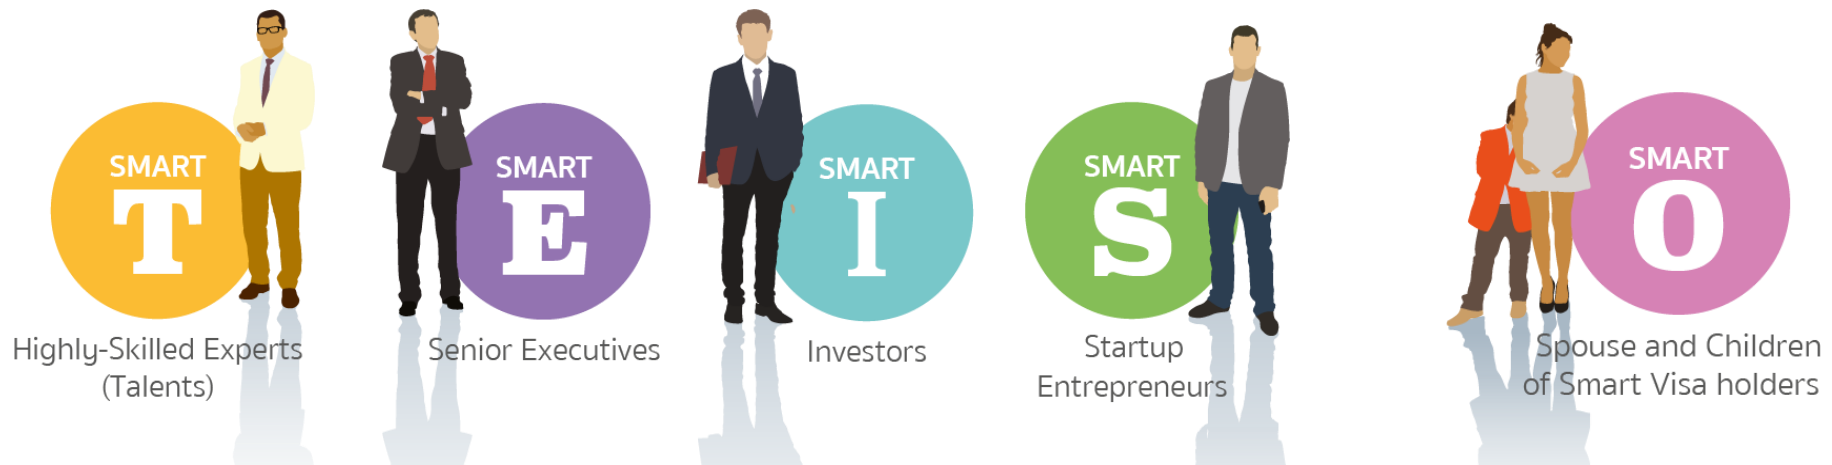 SMART
T
Highly-Skilled Experts
(Talents)
SMART
E
Senior Executives
SMART
I
Investors
SMART
S
Startup
Entrepreneurs
SMART
O
Spouse and Children
of Smart Visa holders